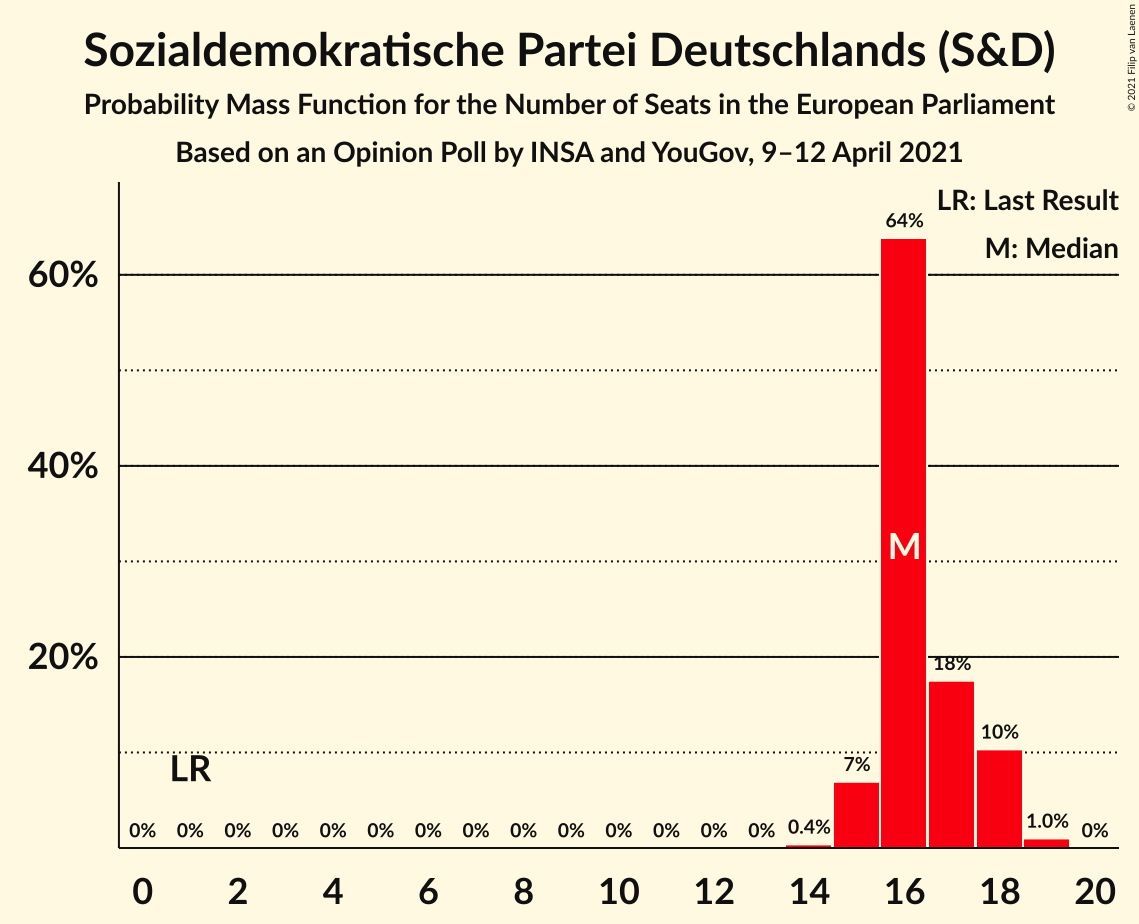 Sozialdemokratische Partei Deutschlands (S&D)
Probability Mass Function for the Number of Seats in the European Parliament
Based on an Opinion Poll by INSA and YouGov, 9–12 April 2021
© 2021 Filip van Laenen
LR: Last Result
M: Median
60%
40%
20%
64%
M
18%
10%
7%
LR
0% 0% 0% 0% 0% 0% 0% 0% 0% 0% 0% 0% 0% 0% 0.4% 1.0% 0%
0 2 4 6 8 10 12 14 16 18 20